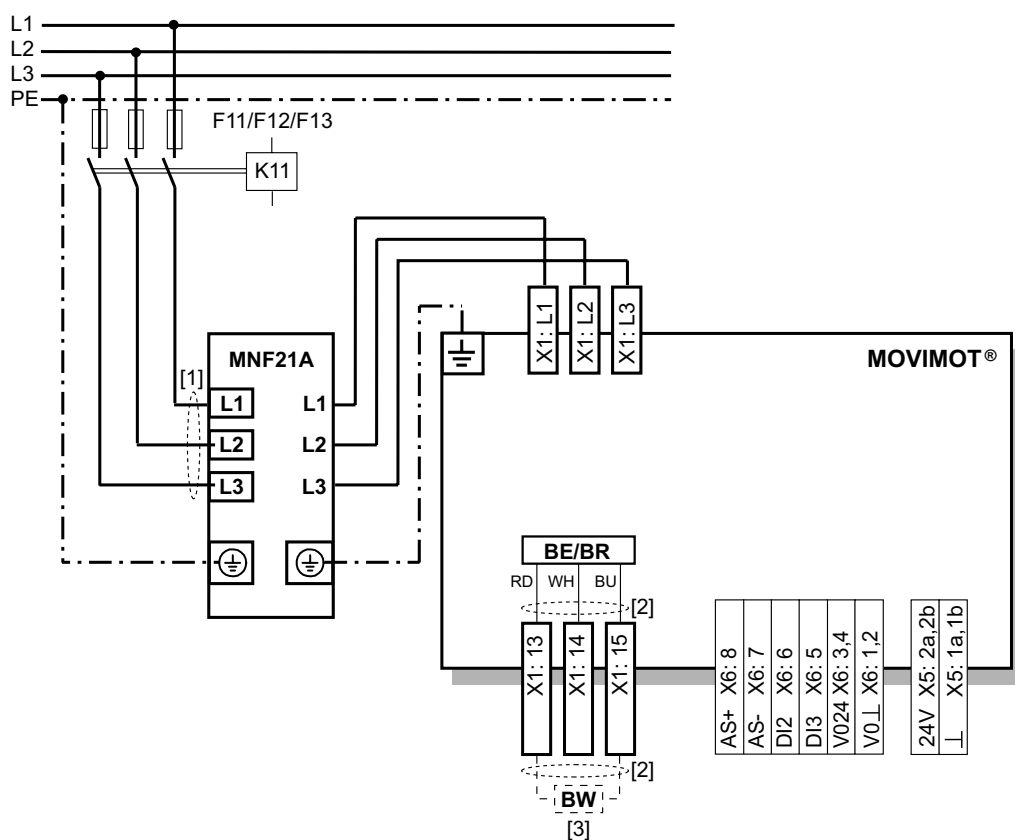 L1
L2
L3
PE
F11/F12/F13
K11
X1: L1
X1: L2
X1: L3
MNF21A
MOVIMOT®
[1]
L1 L1
L2 L2
L3 L3
BE/BR
RD WH BU
[2]
X1: 13
X1: 14
X1: 15
AS+ X6: 8
AS- X6: 7
DI2 X6: 6
DI3 X6: 5
V024 X6: 3,4
V0⊥ X6: 1,2
24V X5: 2a,2b
⊥ X5: 1a,1b
[2]
BW
[3]